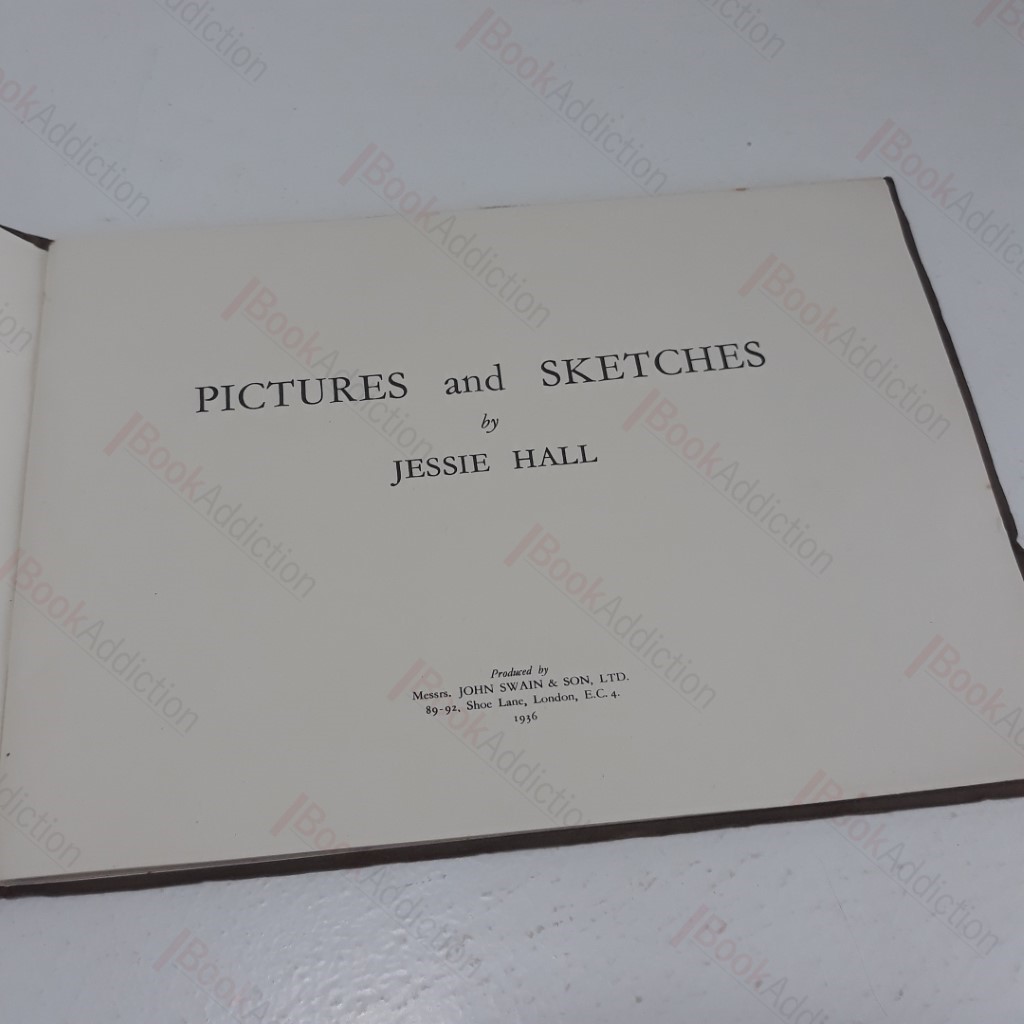 PICTURES and SKETCHES
by
JESSIE HALL
Produced by
Messrs. JOHN SWAIN & SON, LTD.
89-92, Shoe Lane, London, E.C. 4.
1936
BookAddiction